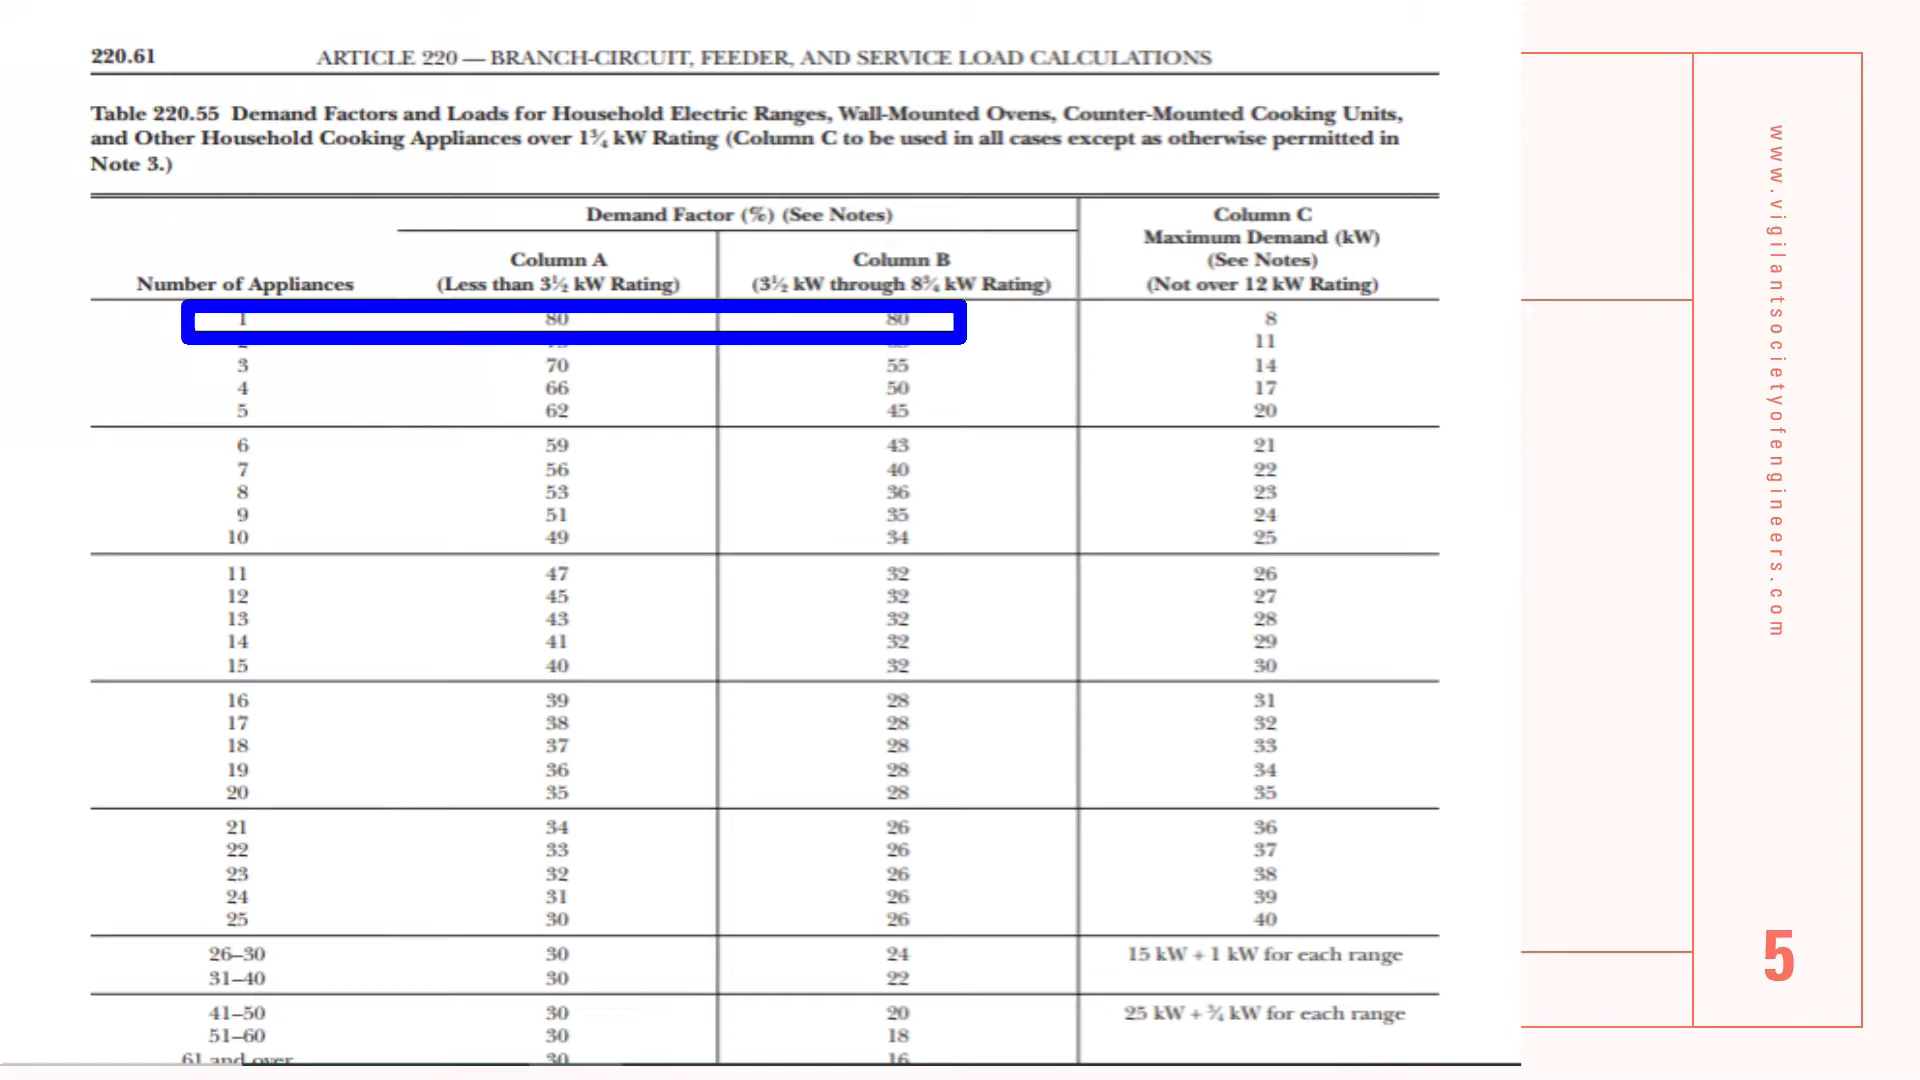 220.61 ARTICLE 220 — BRANCH-CIRCUIT, FEEDER, AND SERVICE LOAD CALCULATIONS
Table 220.55 Demand Factors and Loads for Household Electric Ranges, Wall-Mounted Ovens, Counter-Mounted Cooking Units,
and Other Household Cooking Appliances over 1¾ kW Rating (Column C to be used in all cases except as otherwise permitted in
Note 3.)
Demand Factor (%) (See Notes)
Column C
Maximum Demand (kW)
(See Notes)
(Not over 12 kW Rating)
Number of Appliances
Column A
(Less than 3½ kW Rating)
Column B
(3½ kW through 8¾ kW Rating)
1 80 80 8
11
3 70 55 14
4 66 50 17
5 62 45 20
6 59 43 21
7 56 40 22
8 53 36 23
9 51 35 24
10 49 34 25
11 47 32 26
12 45 32 27
13 43 32 28
14 41 32 29
15 40 32 30
16 39 28 31
17 38 28 32
18 37 28 33
19 36 28 34
20 35 28 35
21 34 26 36
22 33 26 37
23 32 26 38
24 31 26 39
25 30 26 40
26–30 30 24 15 kW + 1 kW for each range
31–40 30 22
41–50 30 20 25 kW + ¾ kW for each range
51–60 30 18
61 and over 30 16
www.vigilantsocietyofengineers.com
5